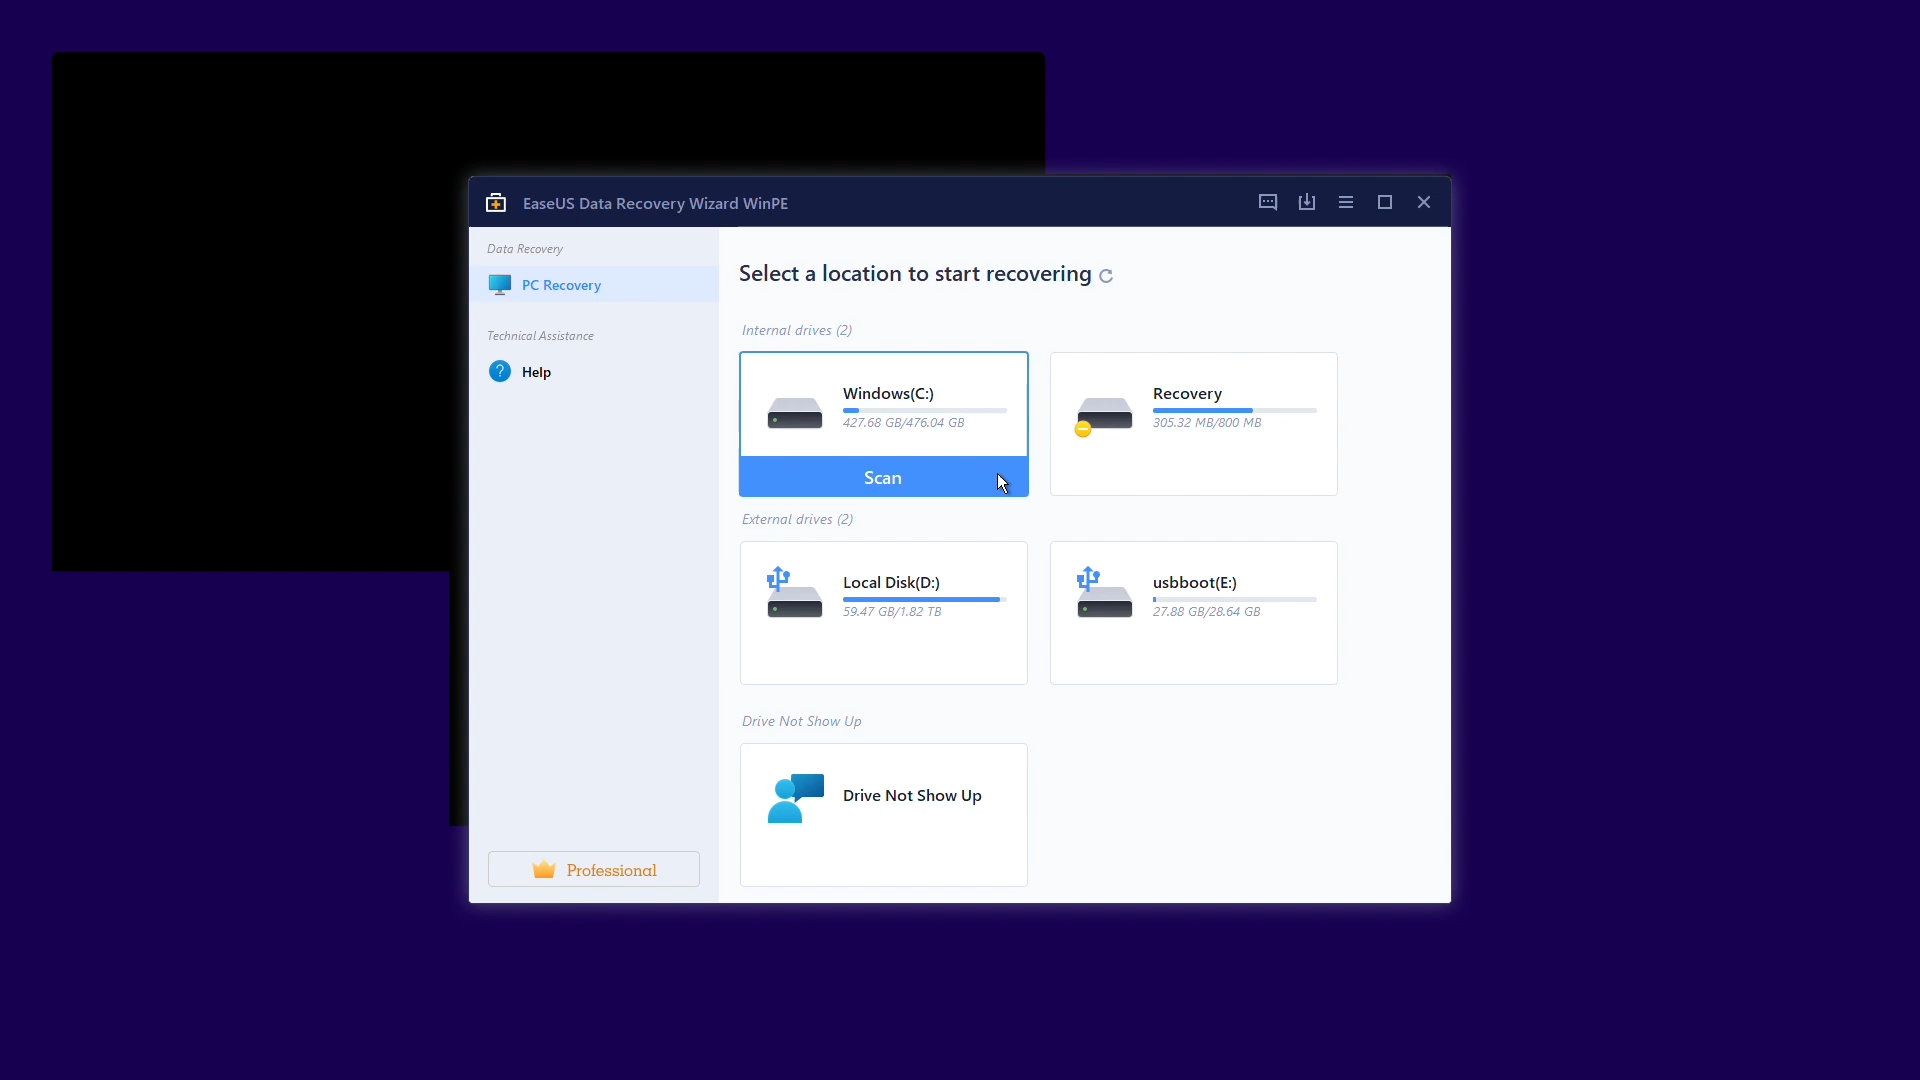 EaseUS Data Recovery Wizard WinPE
Data Recovery
PC Recovery
Technical Assistance
? Help
Professional
Select a location to start recovering
Internal drives (2)
Windows(C:)
427.68 GB/476.04 GB
Scan
Recovery
305.32 MB/800 MB
External drives (2)
Local Disk(D:)
59.47 GB/1.82 TB
usbboot(E:)
27.88 GB/28.64 GB
Drive Not Show Up
Drive Not Show Up